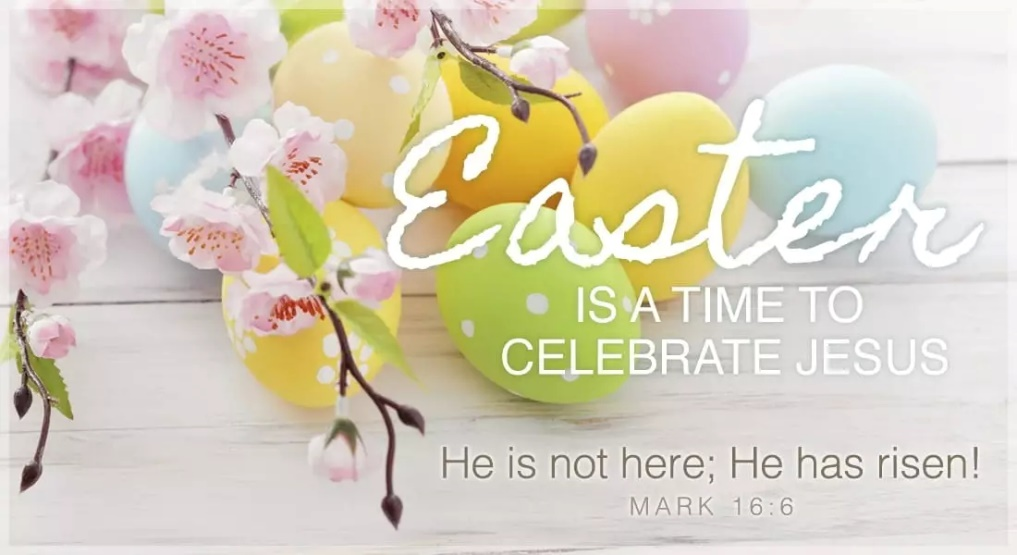 Easter
IS A TIME TO
CELEBRATE JESUS
He is not here; He has risen!
MARK 16:6